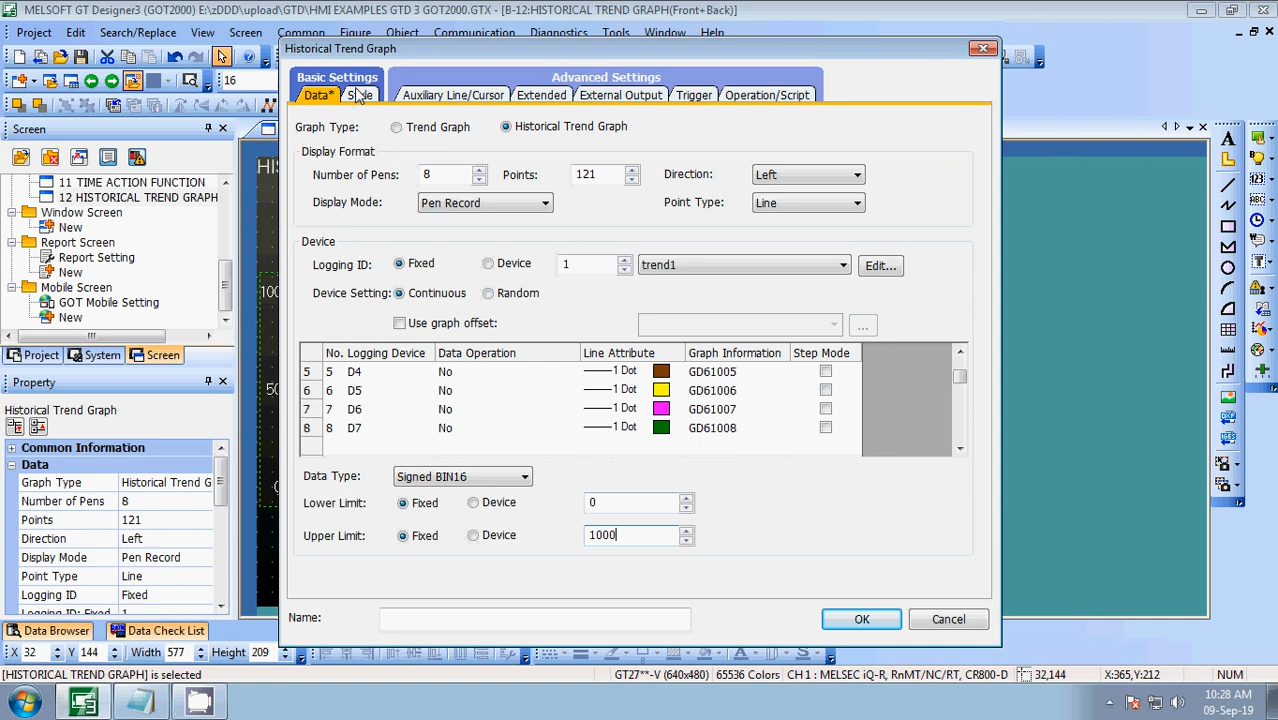 MELSOFT GT Designer3 (GOT2000) E:\zDDD\upload\GTD\HMI EXAMPLES GTD 3 GOT2000.GTX - [B-12:HISTORICAL TREND GRAPH(Front+Back)]
Project Edit Search/Replace View Screen Common Figure Object Communication Diagnostics Tools Window Help
Historical Trend Graph
Basic Settings Advanced Settings
16
Data* Auxiliary Line/Cursor Extended External Output Trigger Operation/Script
Screen
Graph Type: Trend Graph Historical Trend Graph
Display Format
Number of Pens: 8 Points: 121 Direction: Left
11 TIME ACTION FUNCTION
12 HISTORICAL TREND GRAPH
Display Mode: Pen Record Point Type: Line
Window Screen
New
Report Screen
Report Setting
New
Mobile Screen
GOT Mobile Setting
New
Device
Logging ID: Fixed Device 1 trend1 Edit...
Device Setting: Continuous Random
Use graph offset: ...
No. Logging Device Data Operation Line Attribute Graph Information Step Mode
5 5 D4 No 1 Dot GD61005
6 6 D5 No 1 Dot GD61006
7 7 D6 No 1 Dot GD61007
8 8 D7 No 1 Dot GD61008
Data Type: Signed BIN16
Lower Limit: Fixed Device 0
Upper Limit: Fixed Device 1000
Name:
OK Cancel
Project System Screen
Property
Historical Trend Graph
Common Information
Data
Graph Type Historical Trend G
Number of Pens 8
Points 121
Direction Left
Display Mode Pen Record
Point Type Line
Logging ID Fixed
Logging ID: Fixed 1
Data Browser Data Check List
X 32 Y 144 Width 577 Height 209
[HISTORICAL TREND GRAPH] is selected GT27**-V (640x480) 65536 Colors CH 1 : MELSEC iQ-R, RnMT/NC/RT, CR800-D 32,144 X:365,Y:212 NUM
10:28 AM
09-Sep-19